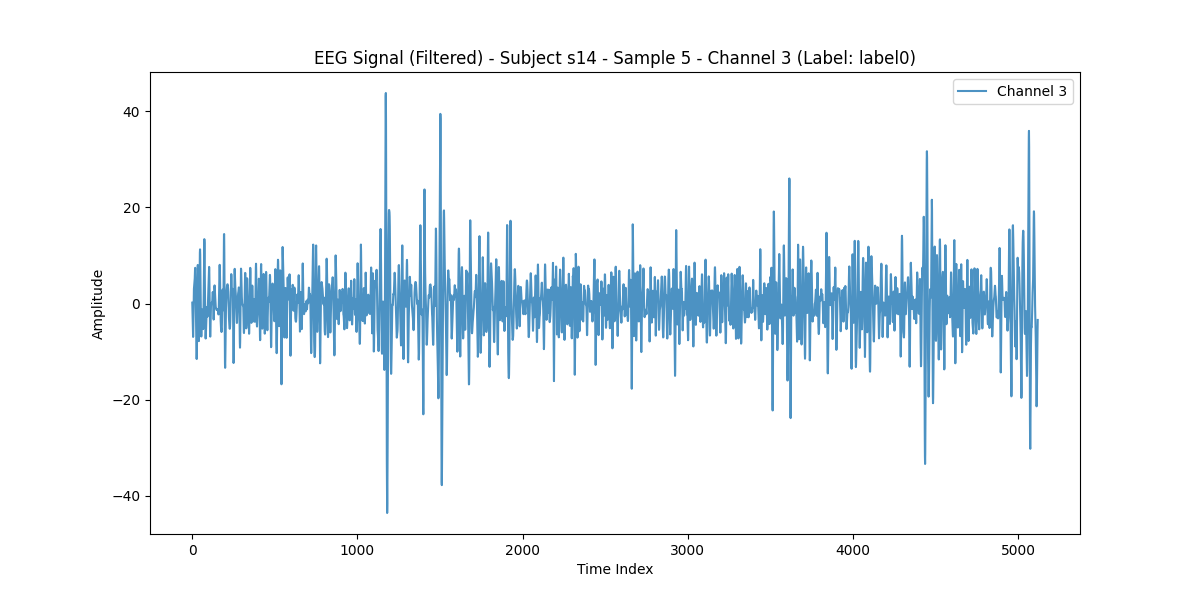 EEG Signal (Filtered) - Subject s14 - Sample 5 - Channel 3 (Label: label0)
Channel 3
40
20
0
−20
−40
Amplitude
0 1000 2000 3000 4000 5000
Time Index